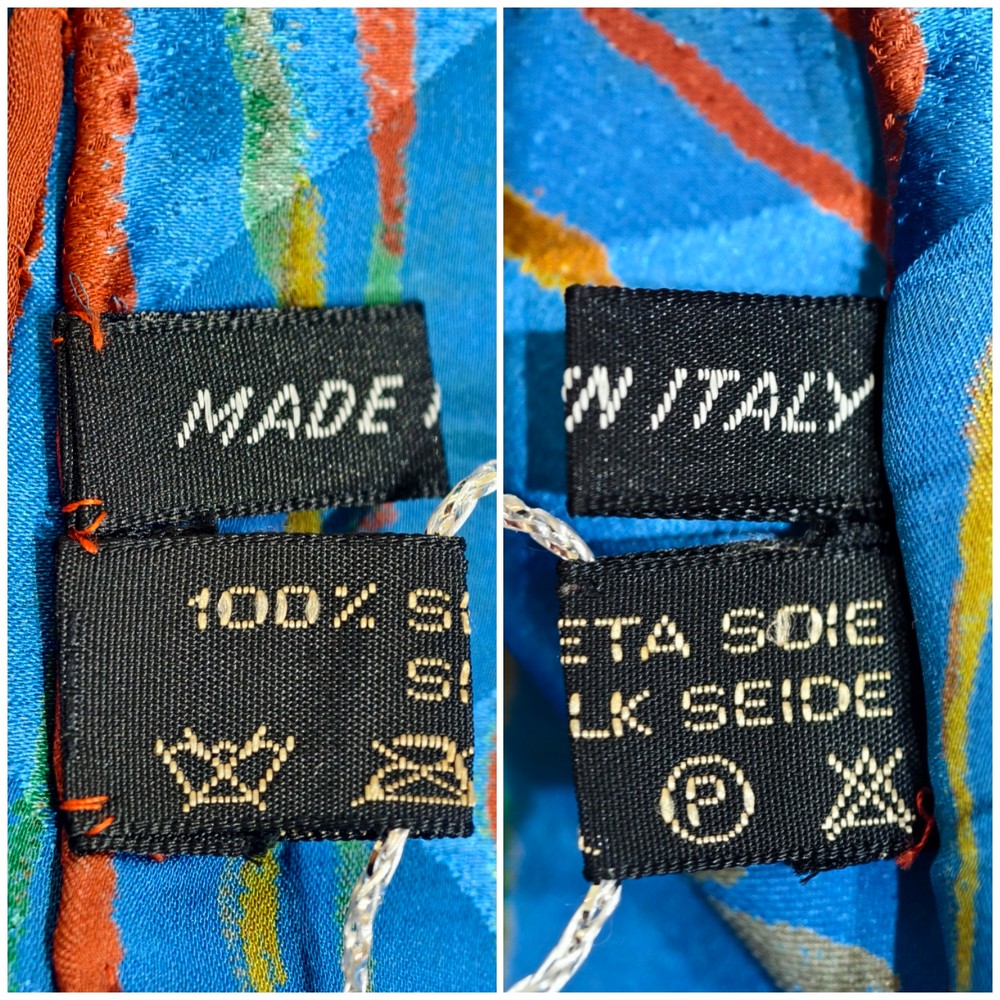 MADE
100% S
S
N ITALY
ETA SOIE
LK SEIDE
P